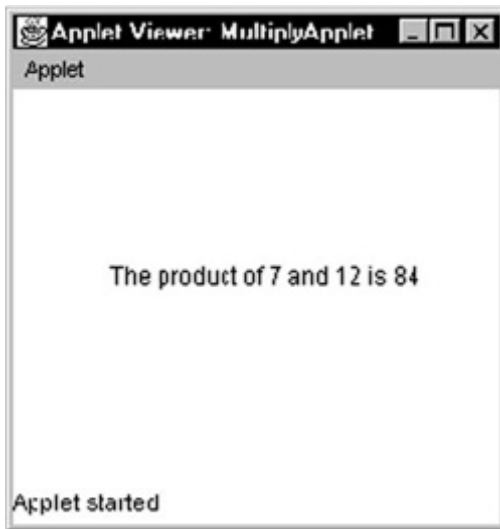 Applet Viewer: MultiplyApplet
Applet
The product of 7 and 12 is 84
Applet started